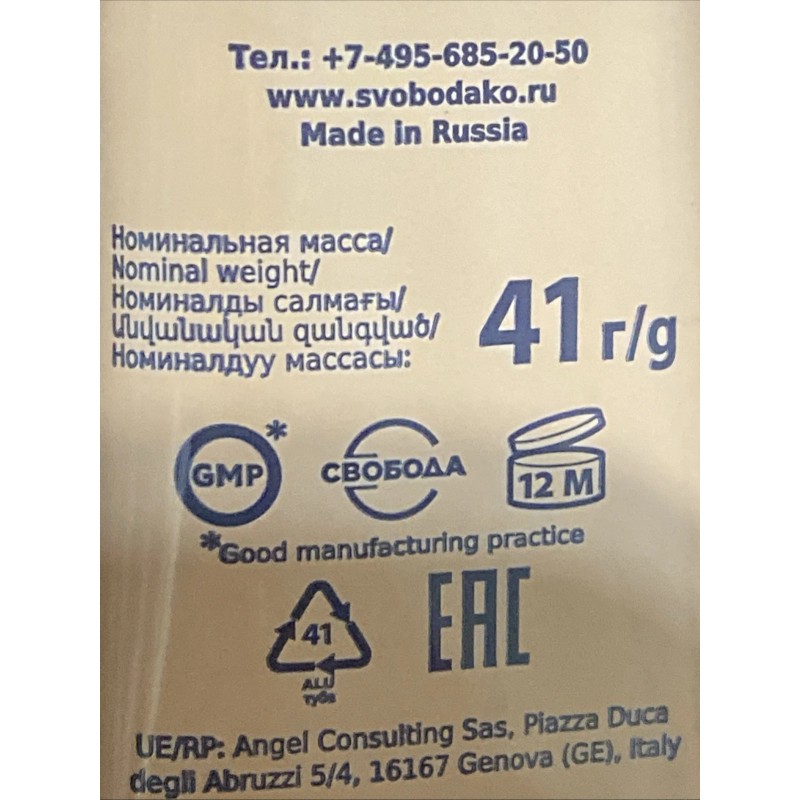 Тел.: +7-495-685-20-50
www.svobodako.ru
Made in Russia
Номинальная масса/
Nominal weight/
Номиналды салмағы/
Անվանական զանգված/
Номиналдуу массасы:
41 г/g
GMP*
СВОБОДА
12 M
*Good manufacturing practice
41
ALU
туба
EAC
UE/RP: Angel Consulting Sas, Piazza Duca
degli Abruzzi 5/4, 16167 Genova (GE), Italy